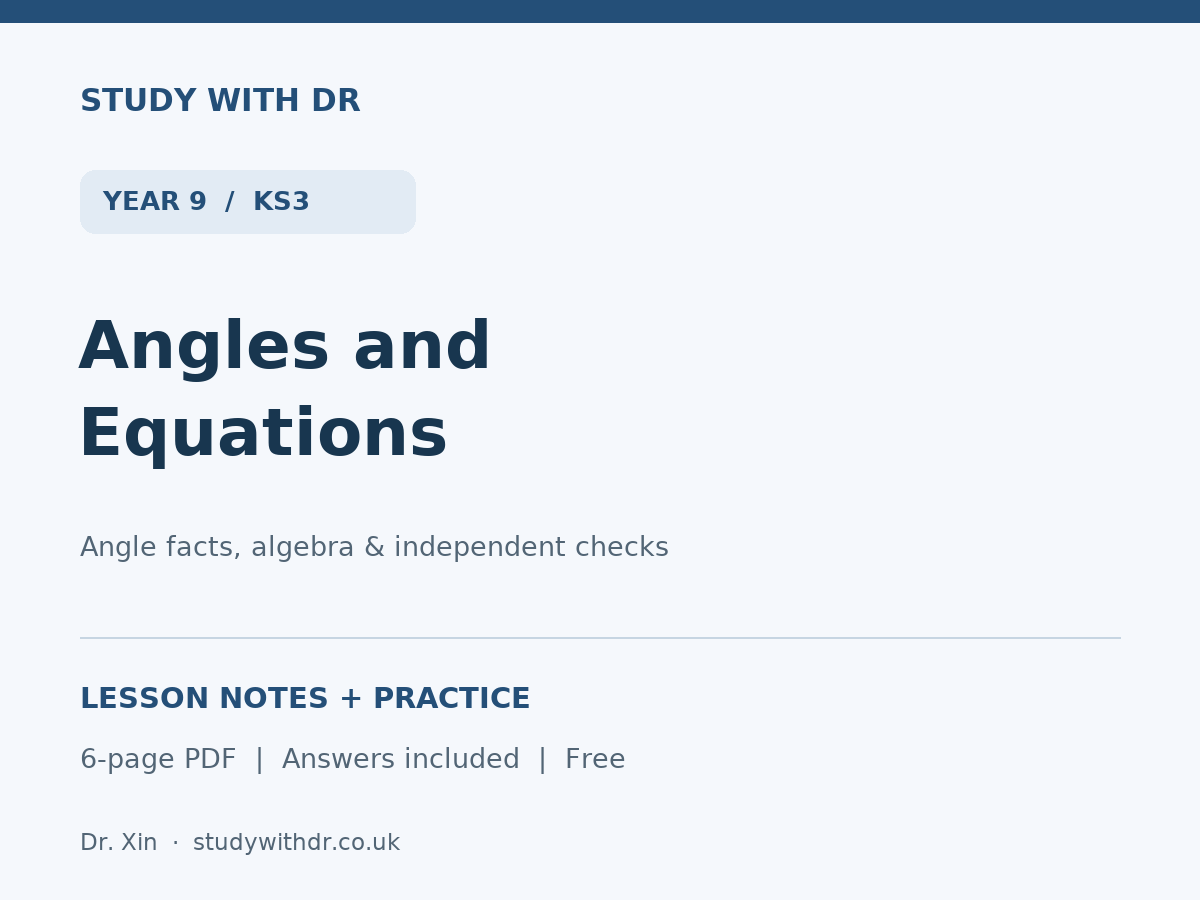 STUDY WITH DR
YEAR 9 / KS3
Angles and
Equations
Angle facts, algebra & independent checks
LESSON NOTES + PRACTICE
6-page PDF | Answers included | Free
Dr. Xin · studywithdr.co.uk